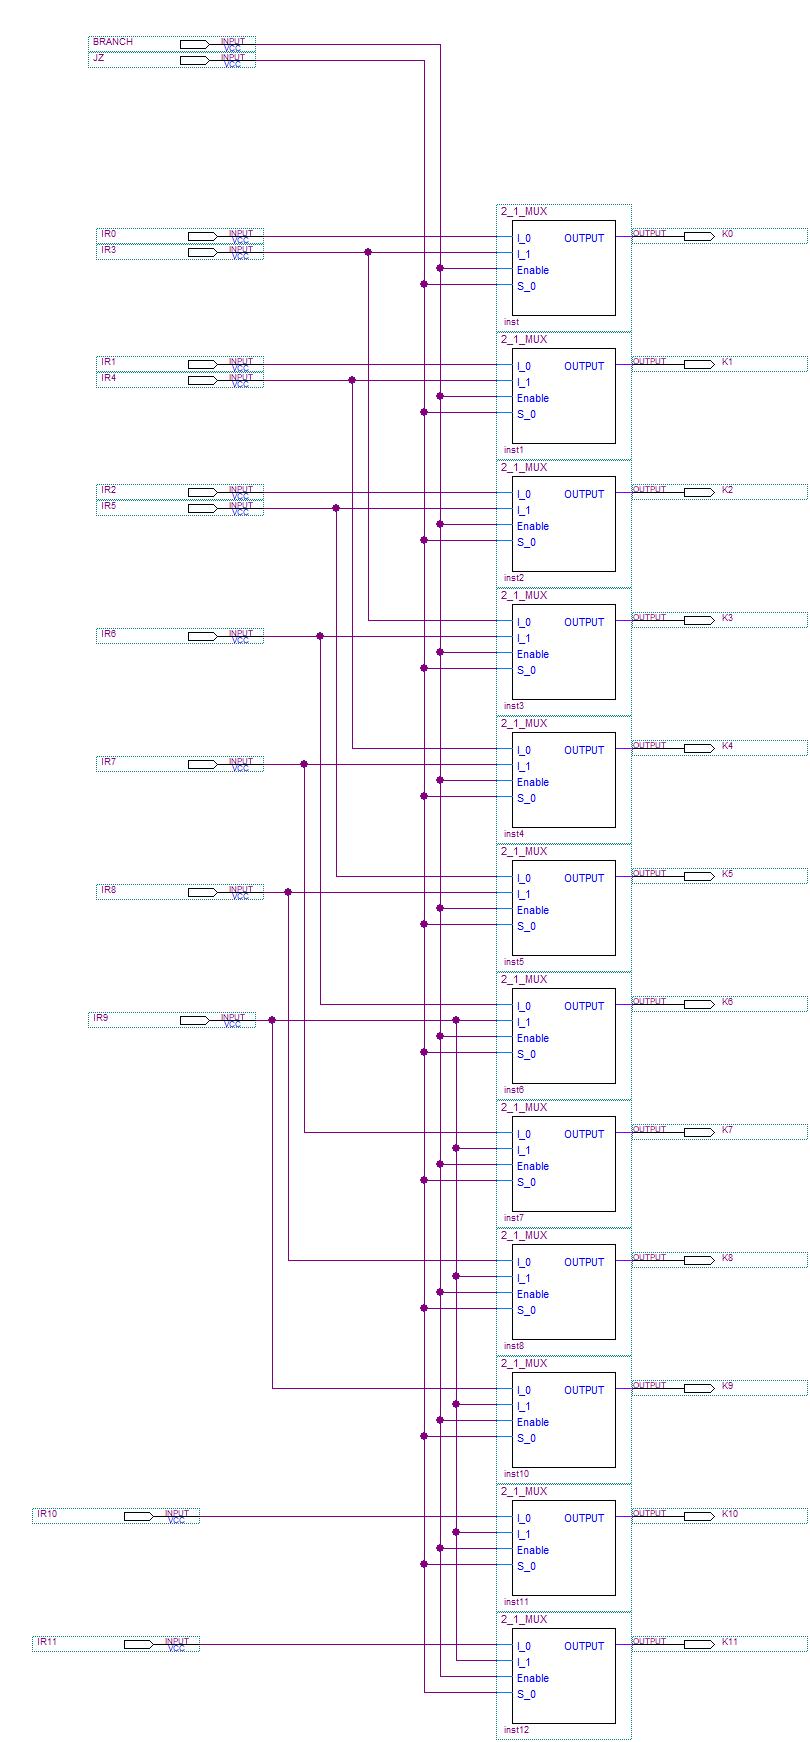 BRANCH INPUT
VCC
JZ INPUT
VCC
2_1_MUX
IR0 INPUT I_0 OUTPUT OUTPUT K0
VCC
IR3 INPUT I_1
VCC
Enable
S_0
inst
2_1_MUX
IR1 INPUT I_0 OUTPUT OUTPUT K1
VCC
IR4 INPUT I_1
VCC
Enable
S_0
inst1
2_1_MUX
IR2 INPUT I_0 OUTPUT OUTPUT K2
VCC
IR5 INPUT I_1
VCC
Enable
S_0
inst2
2_1_MUX
I_0 OUTPUT OUTPUT K3
IR6 INPUT I_1
VCC
Enable
S_0
inst3
2_1_MUX
I_0 OUTPUT OUTPUT K4
IR7 INPUT I_1
VCC
Enable
S_0
inst4
2_1_MUX
I_0 OUTPUT OUTPUT K5
IR8 INPUT I_1
VCC
Enable
S_0
inst5
2_1_MUX
I_0 OUTPUT OUTPUT K6
IR9 INPUT I_1
VCC
Enable
S_0
inst6
2_1_MUX
I_0 OUTPUT OUTPUT K7
I_1
Enable
S_0
inst7
2_1_MUX
I_0 OUTPUT OUTPUT K8
I_1
Enable
S_0
inst8
2_1_MUX
I_0 OUTPUT OUTPUT K9
I_1
Enable
S_0
inst10
2_1_MUX
IR10 INPUT I_0 OUTPUT OUTPUT K10
VCC
I_1
Enable
S_0
inst11
2_1_MUX
IR11 INPUT I_0 OUTPUT OUTPUT K11
VCC
I_1
Enable
S_0
inst12